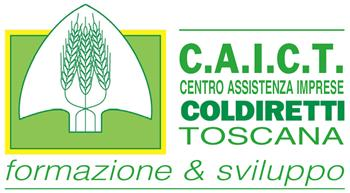 C.A.I.C.T.
CENTRO ASSISTENZA IMPRESE
COLDIRETTI
TOSCANA
formazione & sviluppo